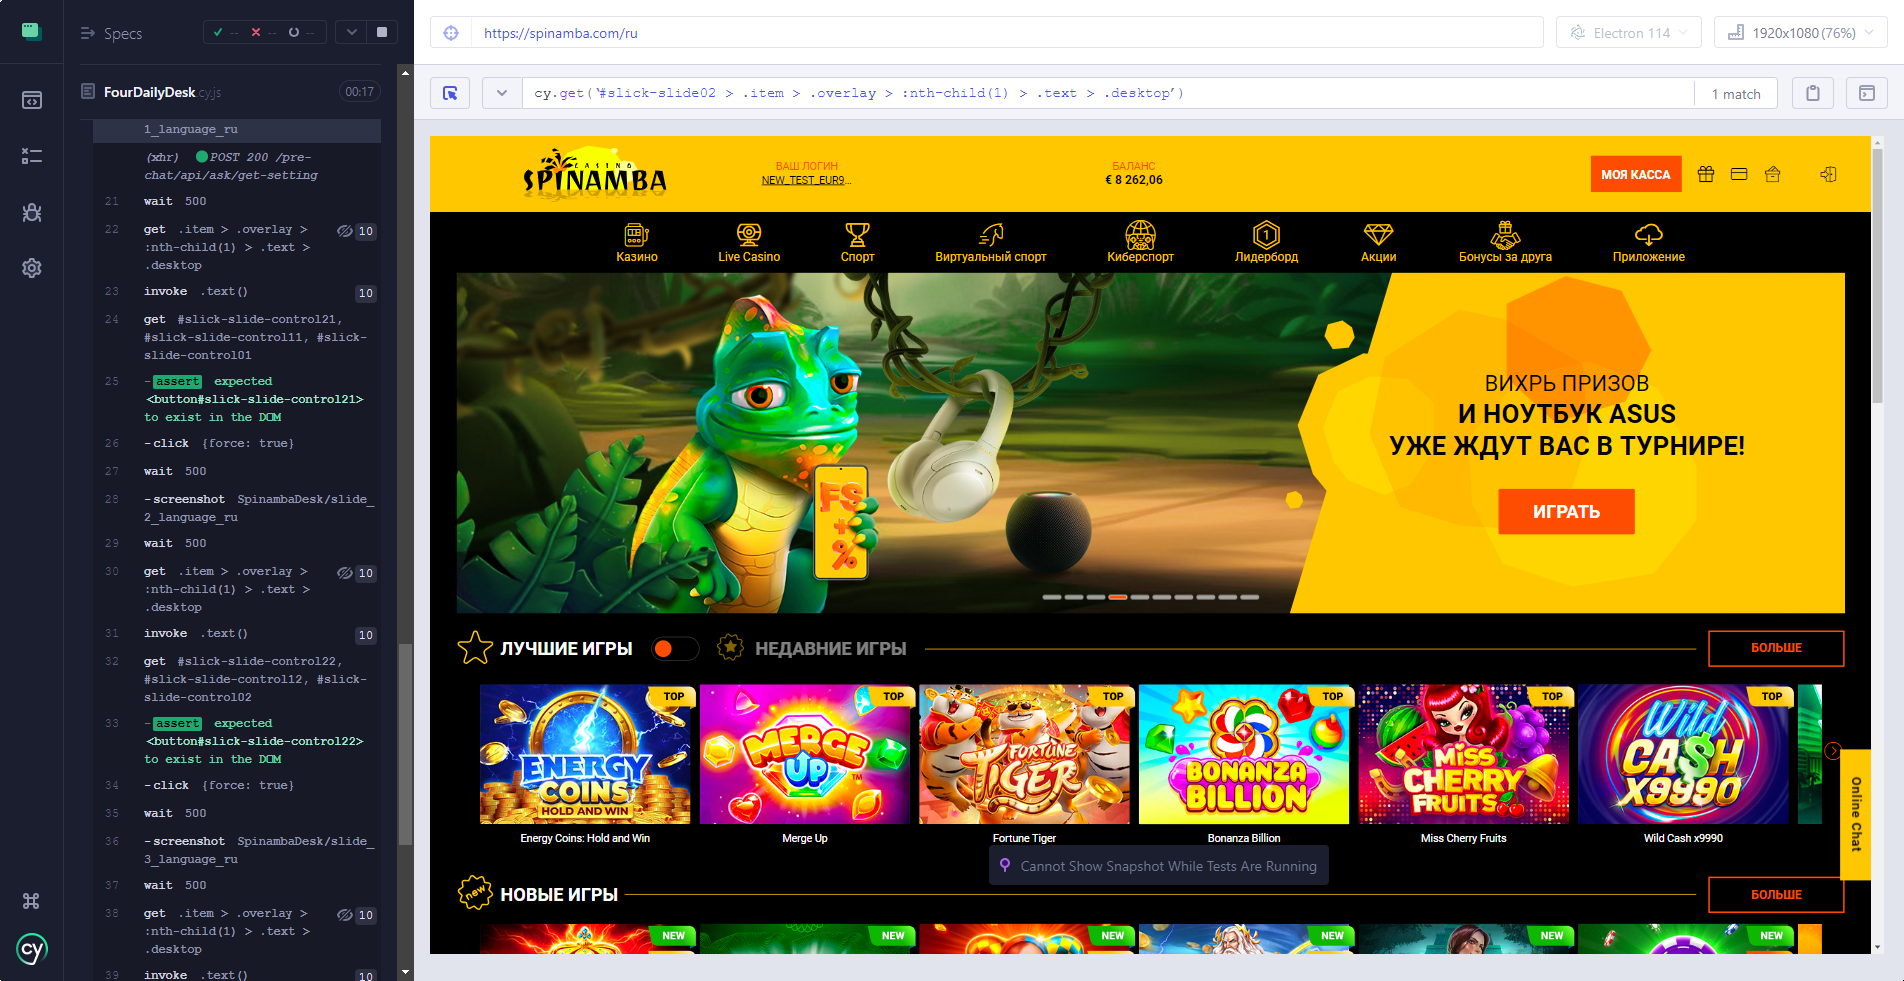 Specs
--
--
--
https://spinamba.com/ru
Electron 114
1920x1080 (76%)
FourDailyDesk.cy.js
00:17
cy.get('#slick-slide02 > .item > .overlay > :nth-child(1) > .text > .desktop')
1 match
1_language_ru
(xhr) POST 200 /pre-
chat/api/ask/get-setting
21 wait 500
22 get .item > .overlay > 10
:nth-child(1) > .text >
.desktop
23 invoke .text() 10
24 get #slick-slide-control21,
#slick-slide-control11, #slick-
slide-control01
25 -assert expected
<button#slick-slide-control21>
to exist in the DOM
26 -click {force: true}
27 wait 500
28 -screenshot SpinambaDesk/slide_
2_language_ru
29 wait 500
30 get .item > .overlay > 10
:nth-child(1) > .text >
.desktop
31 invoke .text() 10
32 get #slick-slide-control22,
#slick-slide-control12, #slick-
slide-control02
33 -assert expected
<button#slick-slide-control22>
to exist in the DOM
34 -click {force: true}
35 wait 500
36 -screenshot SpinambaDesk/slide_
3_language_ru
37 wait 500
38 get .item > .overlay > 10
:nth-child(1) > .text >
.desktop
39 invoke .text() 10
cy
CASINO
SPINAMBA
ВАШ ЛОГИН
NEW_TEST_EUR9...
БАЛАНС
€ 8 262,06
МОЯ КАССА
Казино
Live Casino
Спорт
Виртуальный спорт
Киберспорт
1
Лидерборд
Акции
Бонусы за друга
Приложение
FS
+
%
ВИХРЬ ПРИЗОВ
И НОУТБУК ASUS
УЖЕ ЖДУТ ВАС В ТУРНИРЕ!
ИГРАТЬ
ЛУЧШИЕ ИГРЫ
НЕДАВНИЕ ИГРЫ
БОЛЬШЕ
TOP
TOP
TOP
TOP
TOP
TOP
ENERGY
COINS
HOLD AND WIN
MERGE
UP™
FORTUNE
TIGER
BONANZA
BILLION
MISS
CHERRY
FRUITS
Wild
CA$H
X9990
Energy Coins: Hold and Win
Merge Up
Fortune Tiger
Bonanza Billion
Miss Cherry Fruits
Wild Cash x9990
Online Chat
Cannot Show Snapshot While Tests Are Running
new
НОВЫЕ ИГРЫ
БОЛЬШЕ
NEW
NEW
NEW
NEW
NEW
NEW